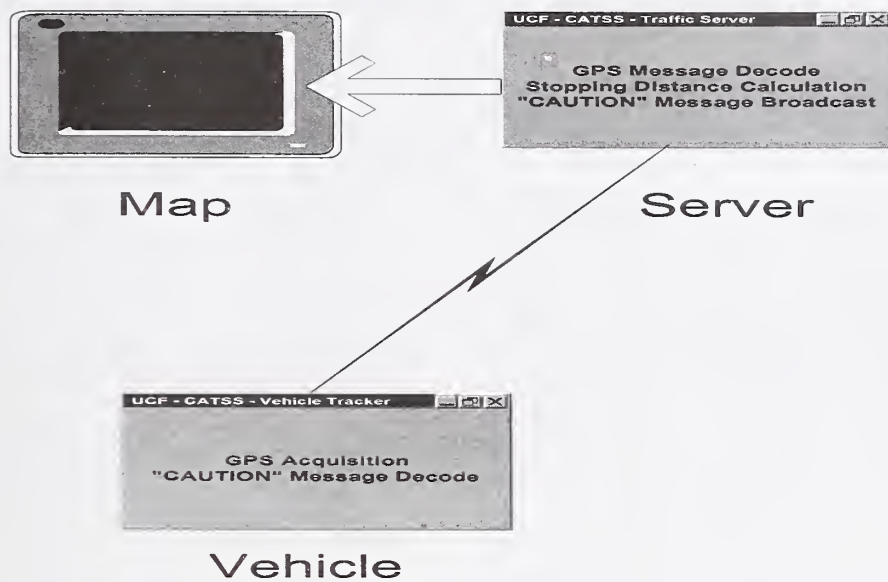 UCF - CATSS - Traffic Server
GPS Message Decode
Stopping Distance Calculation
"CAUTION" Message Broadcast
Map
Server
UCF - CATSS - Vehicle Tracker
GPS Acquisition
"CAUTION" Message Decode
Vehicle